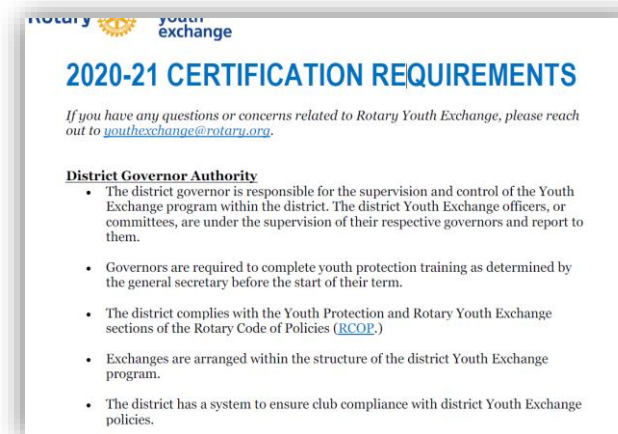 Rotary youth
exchange
2020-21 CERTIFICATION REQUIREMENTS
If you have any questions or concerns related to Rotary Youth Exchange, please reach
out to youthexchange@rotary.org.
District Governor Authority
• The district governor is responsible for the supervision and control of the Youth
Exchange program within the district. The district Youth Exchange officers, or
committees, are under the supervision of their respective governors and report to
them.
• Governors are required to complete youth protection training as determined by
the general secretary before the start of their term.
• The district complies with the Youth Protection and Rotary Youth Exchange
sections of the Rotary Code of Policies (RCOP.)
• Exchanges are arranged within the structure of the district Youth Exchange
program.
• The district has a system to ensure club compliance with district Youth Exchange
policies.